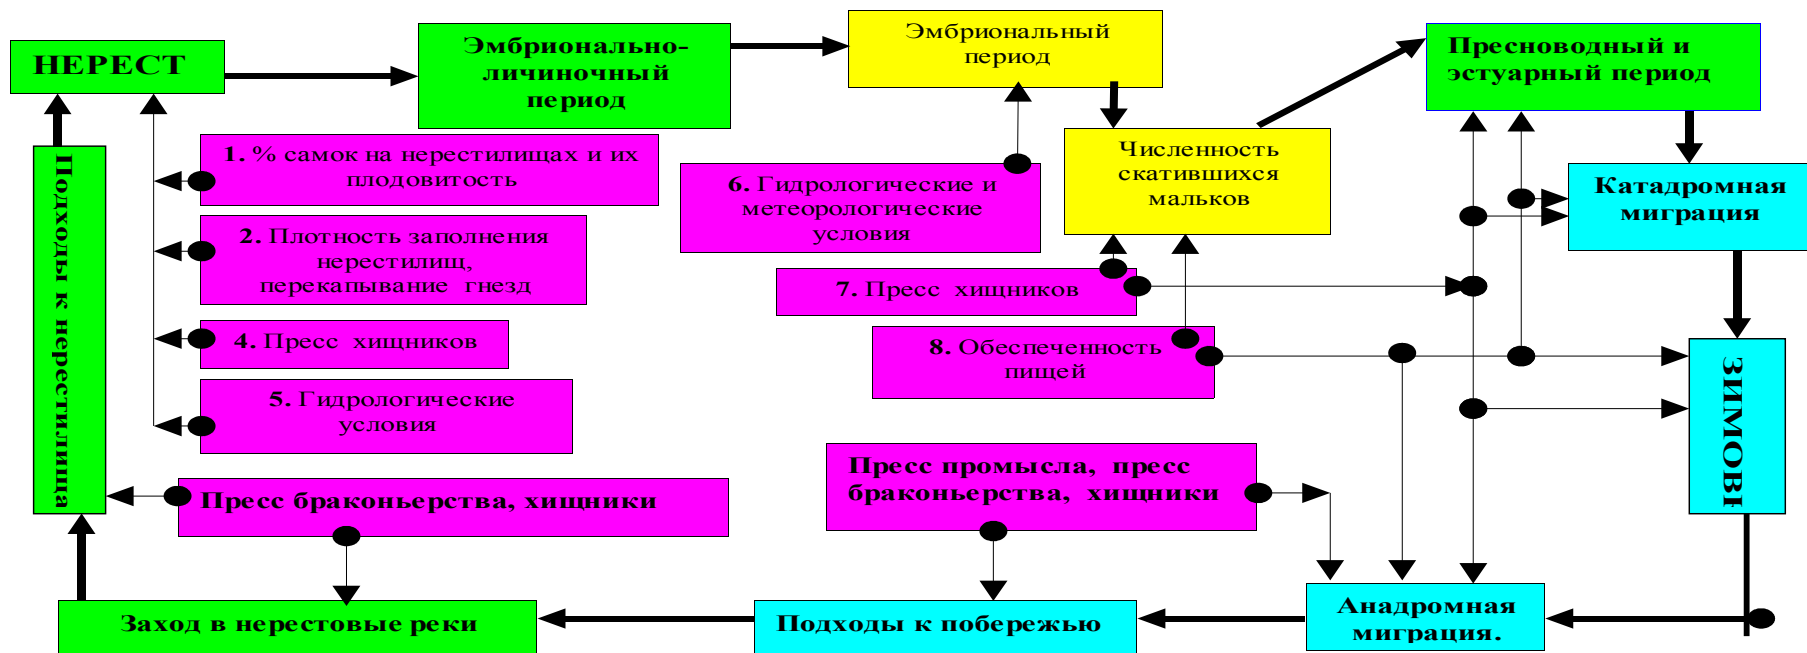 НЕРЕСТ
Эмбрионально-
личиночный
период
Эмбриональный
период
Пресноводный и
эстуарный период
Численность
скатившихся
мальков
Катадромная
миграция
Подходы к нерестилища
1. % самок на нерестилищах и их
плодовитость
2. Плотность заполнения
нерестилищ,
перекапывание гнезд
4. Пресс хищников
5. Гидрологические
условия
6. Гидрологические и
метеорологические
условия
7. Пресс хищников
8. Обеспеченность
пищей
Пресс промысла, пресс
браконьерства, хищники
Пресс браконьерства, хищники
Заход в нерестовые реки
Подходы к побережью
Анадромная
миграция.